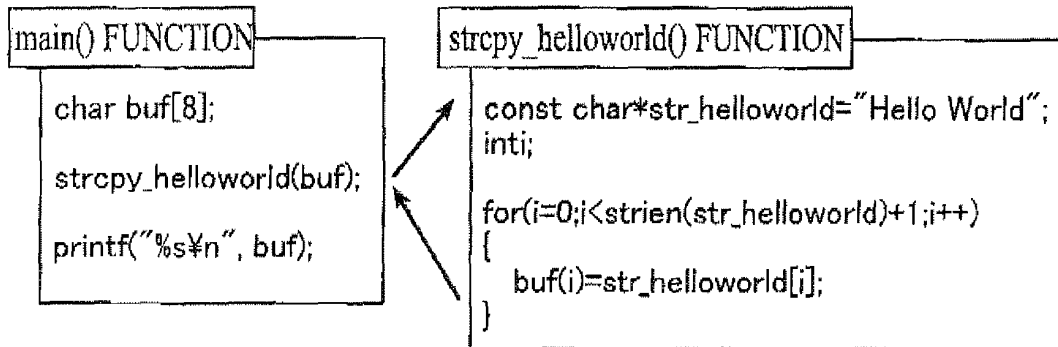 main() FUNCTION
char buf[8];
strcpy_helloworld(buf);
printf("%s¥n", buf);
strcpy_helloworld() FUNCTION
const char*str_helloworld="Hello World";
inti;
for(i=0;i<strien(str_helloworld)+1;i++)
{
buf(i)=str_helloworld[i];
}